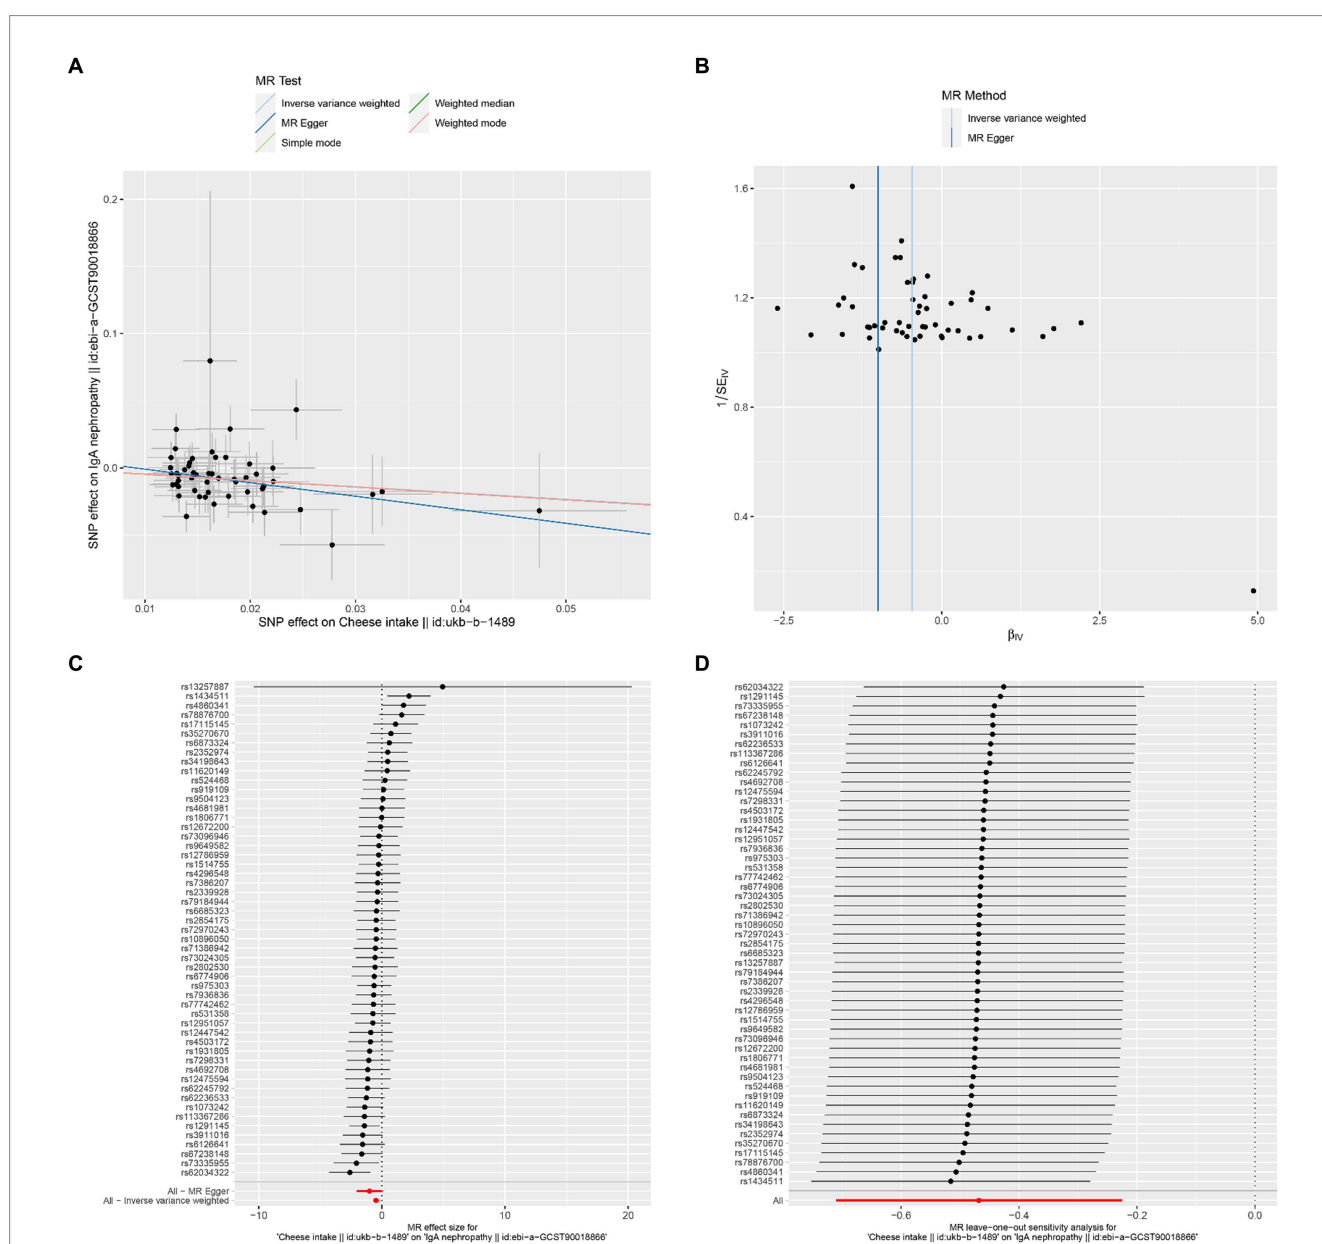 A
MR Test
Inverse variance weighted
Weighted median
MR Egger
Weighted mode
Simple mode
SNP effect on IgA nephropathy || id:ebi−a−GCST90018866
0.2
0.1
0.0
0.01
0.02
0.03
0.04
0.05
SNP effect on Cheese intake || id:ukb−b−1489
B
MR Method
Inverse variance weighted
MR Egger
1/SEIV
1.6
1.2
0.8
0.4
−2.5
0.0
2.5
5.0
βIV
C
rs13257887
rs1434511
rs4860341
rs78876700
rs17115145
rs35270670
rs6873324
rs2352974
rs34198643
rs11620149
rs524468
rs919109
rs9504123
rs4681981
rs1806771
rs12672200
rs73096946
rs9649582
rs12786959
rs1514755
rs4296548
rs7386207
rs2339928
rs79184944
rs6685323
rs2854175
rs72970243
rs10896050
rs71386942
rs73024305
rs2802530
rs6774906
rs975303
rs7936836
rs77742462
rs531358
rs12951057
rs12447542
rs4503172
rs1931805
rs7298331
rs4692708
rs12475594
rs62245792
rs62236533
rs1073242
rs113367286
rs1291145
rs3911016
rs6126641
rs67238148
rs73335955
rs62034322
All − MR Egger
All − Inverse variance weighted
−10
0
10
20
MR effect size for
'Cheese intake || id:ukb−b−1489' on 'IgA nephropathy || id:ebi−a−GCST90018866'
D
rs62034322
rs1291145
rs73335955
rs67238148
rs1073242
rs3911016
rs62236533
rs113367286
rs6126641
rs62245792
rs4692708
rs12475594
rs7298331
rs4503172
rs1931805
rs12447542
rs12951057
rs7936836
rs975303
rs531358
rs77742462
rs6774906
rs73024305
rs2802530
rs71386942
rs10896050
rs72970243
rs2854175
rs6685323
rs13257887
rs79184944
rs7386207
rs2339928
rs4296548
rs12786959
rs1514755
rs9649582
rs73096946
rs12672200
rs1806771
rs4681981
rs9504123
rs524468
rs919109
rs11620149
rs6873324
rs34198643
rs2352974
rs35270670
rs17115145
rs78876700
rs4860341
rs1434511
All
−0.6
−0.4
−0.2
0.0
MR leave−one−out sensitivity analysis for
'Cheese intake || id:ukb−b−1489' on 'IgA nephropathy || id:ebi−a−GCST90018866'